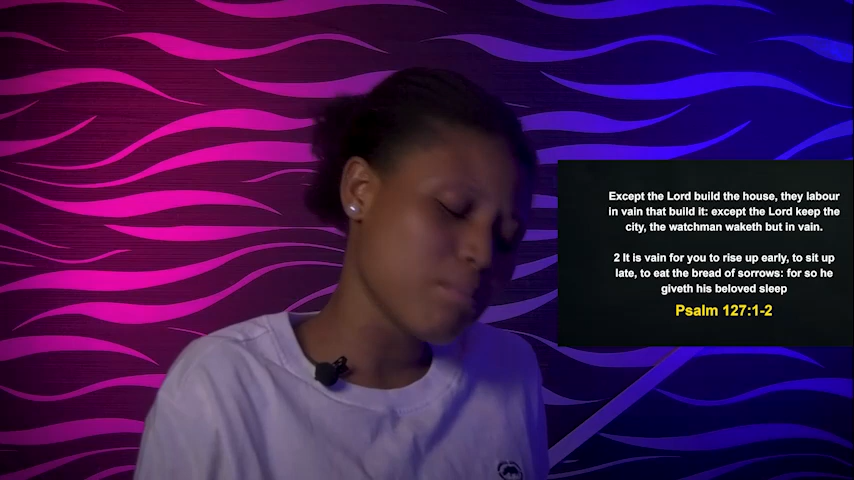 Except the Lord build the house, they labour
in vain that build it: except the Lord keep the
city, the watchman waketh but in vain.
2 It is vain for you to rise up early, to sit up
late, to eat the bread of sorrows: for so he
giveth his beloved sleep
Psalm 127:1-2